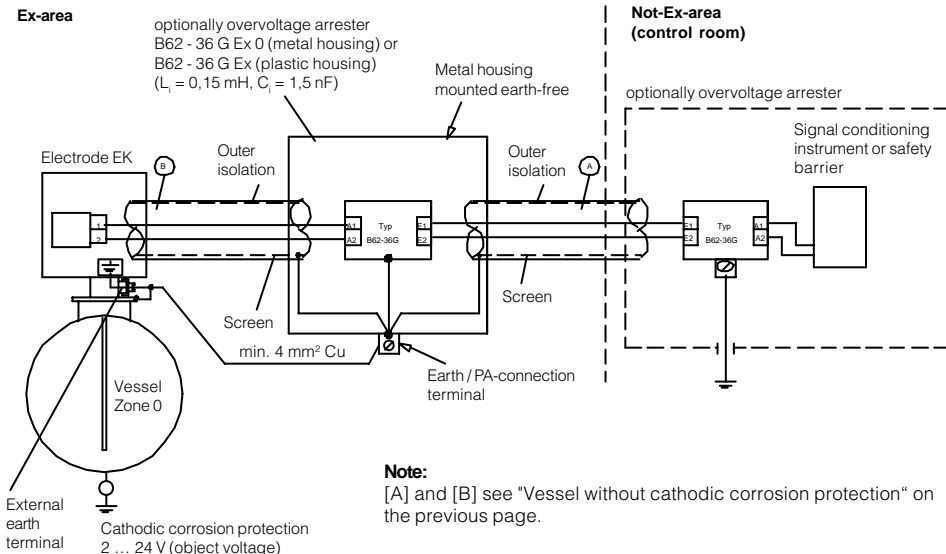 Ex-area
optionally overvoltage arrester
B62 - 36 G Ex 0 (metal housing) or
B62 - 36 G Ex (plastic housing)
(Li = 0,15 mH, Ci = 1,5 nF)
Metal housing
mounted earth-free
Not-Ex-area
(control room)
optionally overvoltage arrester
Signal conditioning
instrument or safety
barrier
Electrode EK
B
Outer
isolation
Outer
isolation
A
1
2
A1
A2
Typ
B62-36G
E1
E2
E1
E2
Typ
B62-36G
A1
A2
Screen
Screen
min. 4 mm² Cu
Earth / PA-connection
terminal
Vessel
Zone 0
External
earth
terminal
Cathodic corrosion protection
2 … 24 V (object voltage)
Note:
[A] and [B] see "Vessel without cathodic corrosion protection“ on
the previous page.